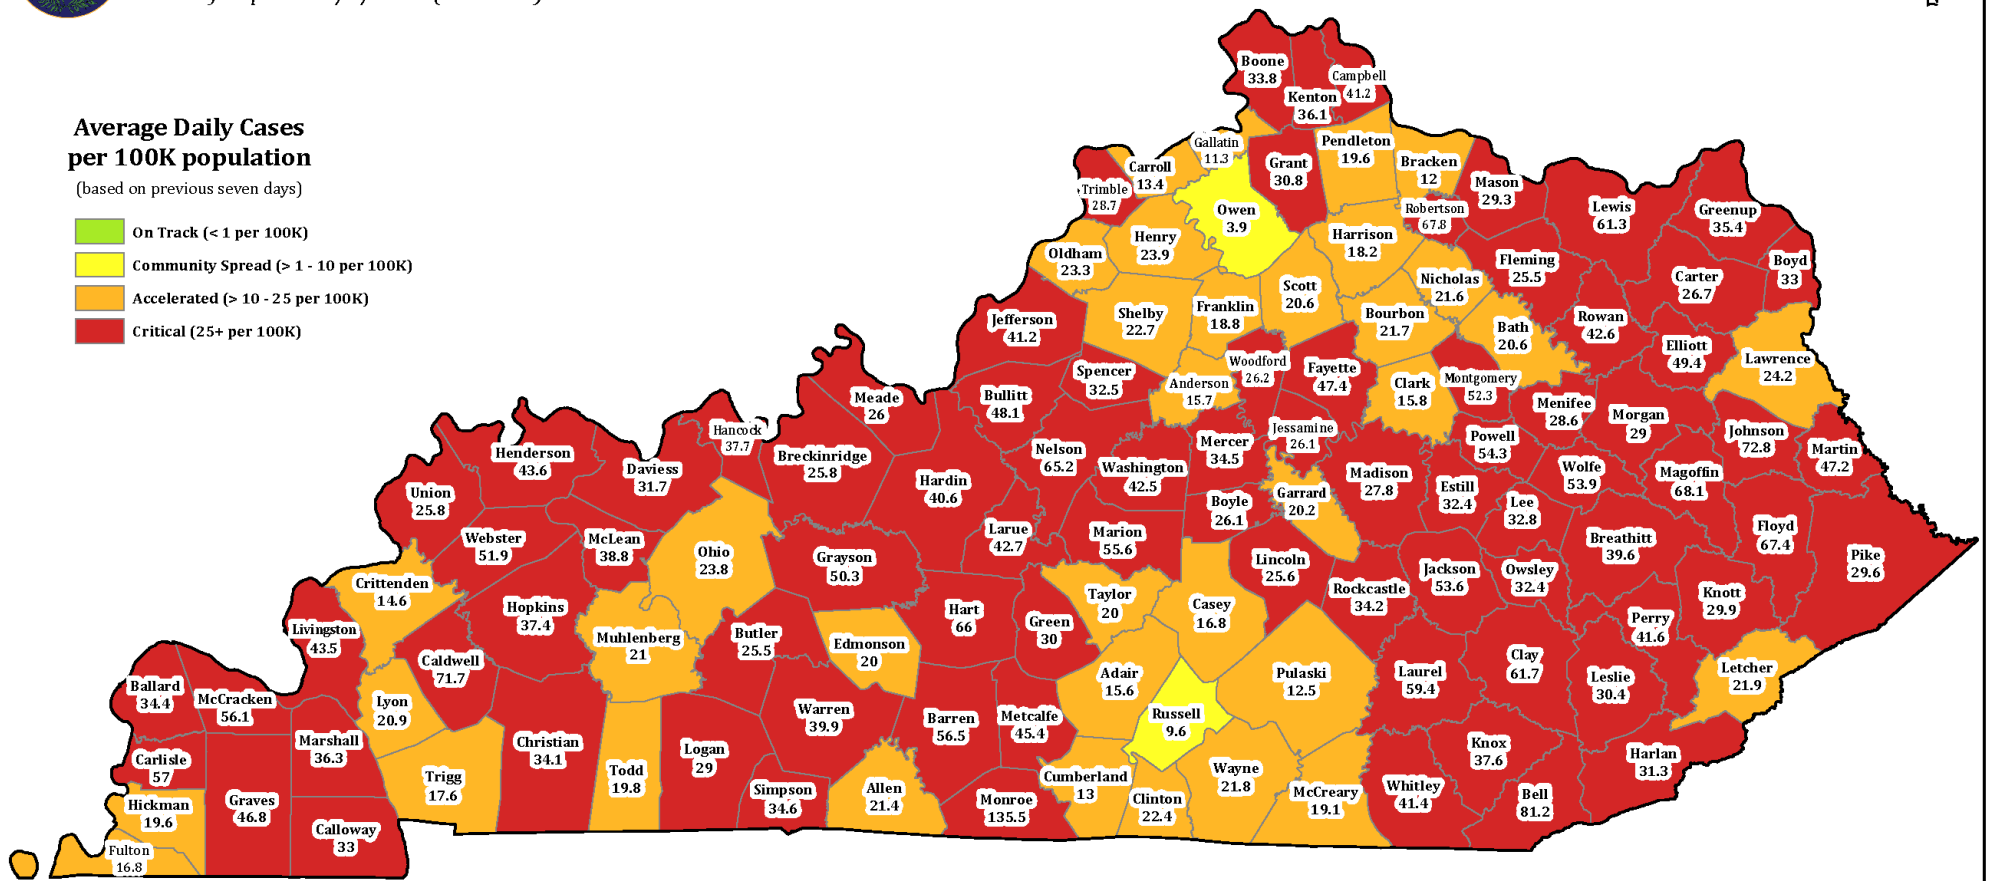 Average Daily Cases
per 100K population
(based on previous seven days)
On Track (< 1 per 100K)
Community Spread (> 1 - 10 per 100K)
Accelerated (> 10 - 25 per 100K)
Critical (25+ per 100K)
Boone
33.8
Kenton
36.1
Campbell
41.2
Gallatin
11.3
Carroll
13.4
Trimble
28.7
Grant
30.8
Pendleton
19.6
Bracken
12
Mason
29.3
Robertson
67.8
Lewis
61.3
Greenup
35.4
Boyd
33
Owen
3.9
Henry
23.9
Oldham
23.3
Harrison
18.2
Nicholas
21.6
Fleming
25.5
Carter
26.7
Jefferson
41.2
Shelby
22.7
Franklin
18.8
Scott
20.6
Bourbon
21.7
Bath
20.6
Rowan
42.6
Elliott
49.4
Lawrence
24.2
Spencer
32.5
Anderson
15.7
Woodford
26.2
Fayette
47.4
Clark
15.8
Montgomery
52.3
Menifee
28.6
Morgan
29
Johnson
72.8
Martin
47.2
Meade
26
Bullitt
48.1
Hancock
37.7
Breckinridge
25.8
Nelson
65.2
Washington
42.5
Mercer
34.5
Jessamine
26.1
Powell
54.3
Wolfe
53.9
Magoffin
68.1
Henderson
43.6
Daviess
31.7
Hardin
40.6
Boyle
26.1
Garrard
20.2
Madison
27.8
Estill
32.4
Lee
32.8
Union
25.8
Webster
51.9
McLean
38.8
Ohio
23.8
Grayson
50.3
Larue
42.7
Marion
55.6
Lincoln
25.6
Rockcastle
34.2
Jackson
53.6
Owsley
32.4
Breathitt
39.6
Floyd
67.4
Pike
29.6
Crittenden
14.6
Hopkins
37.4
Muhlenberg
21
Butler
25.5
Edmonson
20
Hart
66
Green
30
Taylor
20
Casey
16.8
Knott
29.9
Perry
41.6
Livingston
43.5
Caldwell
71.7
Adair
15.6
Pulaski
12.5
Laurel
59.4
Clay
61.7
Leslie
30.4
Letcher
21.9
Ballard
34.4
McCracken
56.1
Lyon
20.9
Warren
39.9
Barren
56.5
Metcalfe
45.4
Russell
9.6
Carlisle
57
Marshall
36.3
Christian
34.1
Logan
29
Knox
37.6
Harlan
31.3
Trigg
17.6
Todd
19.8
Simpson
34.6
Allen
21.4
Monroe
135.5
Cumberland
13
Clinton
22.4
Wayne
21.8
McCreary
19.1
Whitley
41.4
Bell
81.2
Hickman
19.6
Graves
46.8
Calloway
33
Fulton
16.8